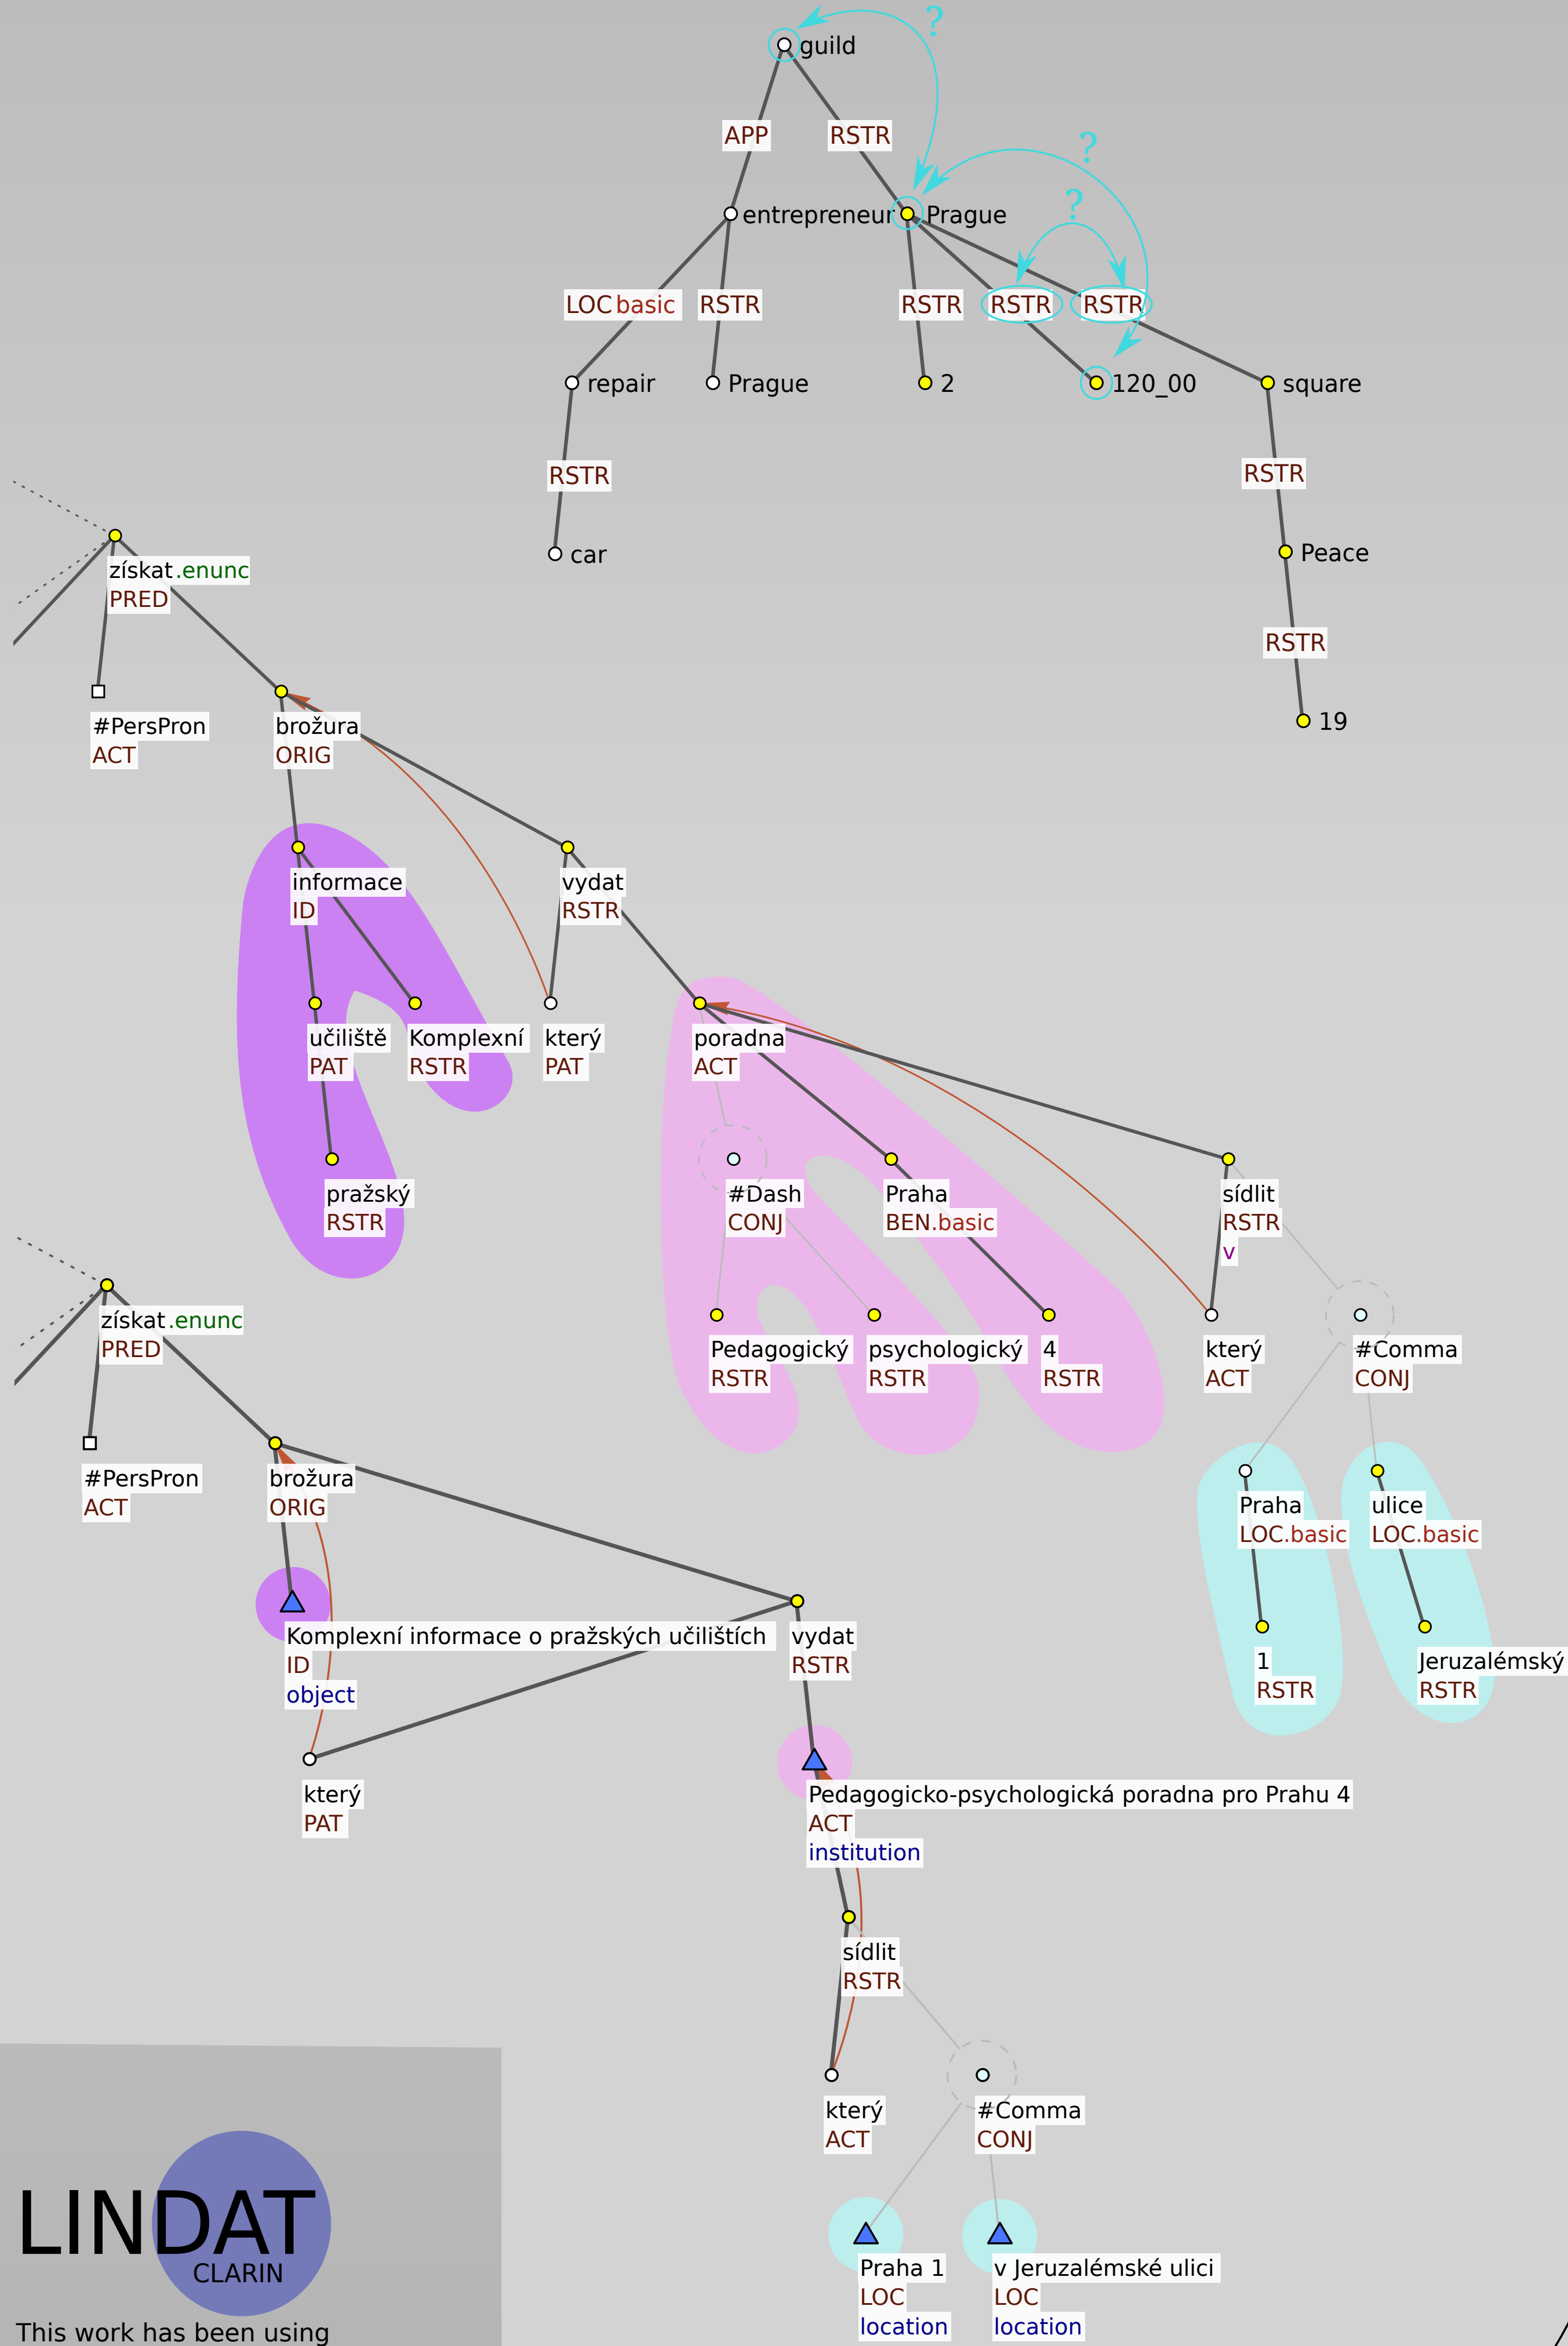 ?
guild
APP
RSTR
?
?
entrepreneur
Prague
LOC basic
RSTR
RSTR
RSTR
RSTR
repair
Prague
2
120_00
square
RSTR
RSTR
car
Peace
RSTR
19
získat.enunc
PRED
#PersPron
ACT
brožura
ORIG
informace
ID
vydat
RSTR
učiliště
PAT
Komplexní
RSTR
který
PAT
poradna
ACT
pražský
RSTR
#Dash
CONJ
Praha
BEN.basic
sídlit
RSTR
v
Pedagogický
RSTR
psychologický
RSTR
4
RSTR
který
ACT
#Comma
CONJ
Praha
LOC.basic
ulice
LOC.basic
1
RSTR
Jeruzalémský
RSTR
získat.enunc
PRED
#PersPron
ACT
brožura
ORIG
Komplexní informace o pražských učilištích
ID
object
vydat
RSTR
který
PAT
Pedagogicko-psychologická poradna pro Prahu 4
ACT
institution
sídlit
RSTR
který
ACT
#Comma
CONJ
Praha 1
LOC
location
v Jeruzalémské ulici
LOC
location
LINDAT
CLARIN
This work has been using